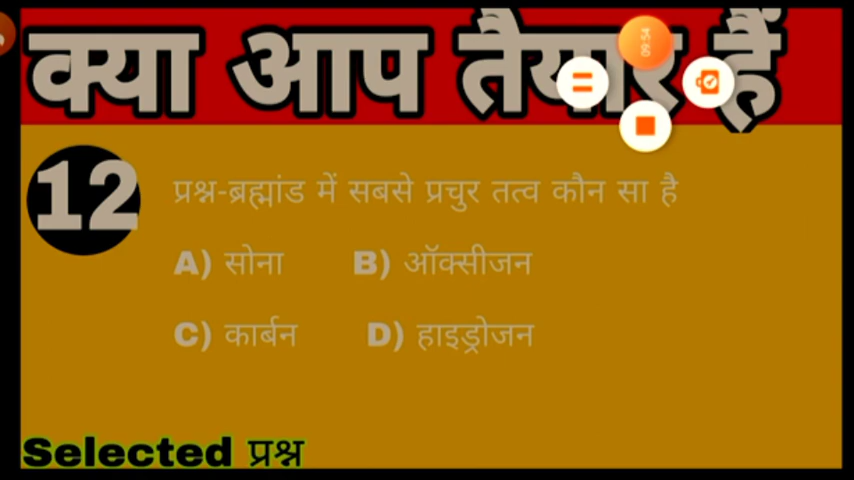 क्या आप तैयार हैं
12
प्रश्न-ब्रह्मांड में सबसे प्रचुर तत्व कौन सा है
A) सोना B) ऑक्सीजन
C) कार्बन D) हाइड्रोजन
Selected प्रश्न